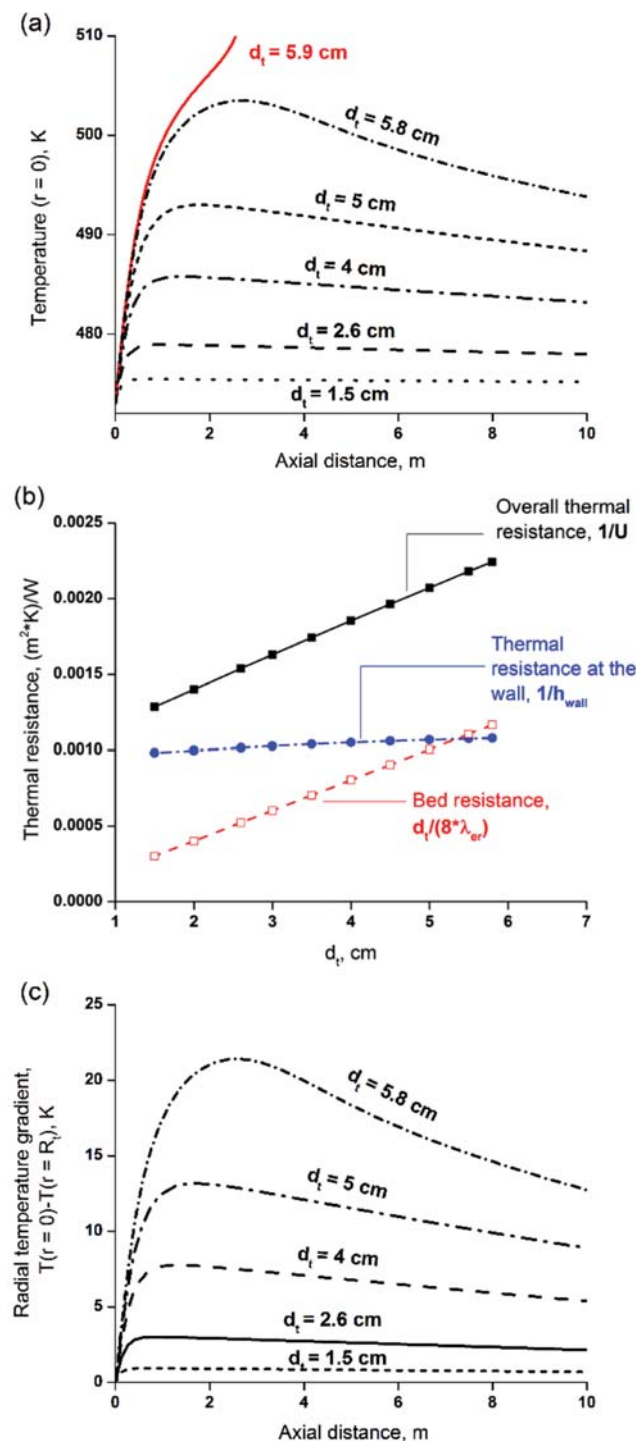 (a)
510
500
490
480
Temperature (r = 0), K
d_t = 5.9 cm
d_t = 5.8 cm
d_t = 5 cm
d_t = 4 cm
d_t = 2.6 cm
d_t = 1.5 cm
0 2 4 6 8 10
Axial distance, m
(b)
0.0025
0.0020
0.0015
0.0010
0.0005
0.0000
Thermal resistance, (m²*K)/W
Overall thermal
resistance, 1/U
Thermal
resistance at the
wall, 1/h_wall
Bed resistance,
d_t/(8*λ_er)
1 2 3 4 5 6 7
d_t, cm
(c)
25
20
15
10
5
0
Radial temperature gradient,
T(r = 0)-T(r = R_t), K
d_t = 5.8 cm
d_t = 5 cm
d_t = 4 cm
d_t = 2.6 cm
d_t = 1.5 cm
0 2 4 6 8 10
Axial distance, m